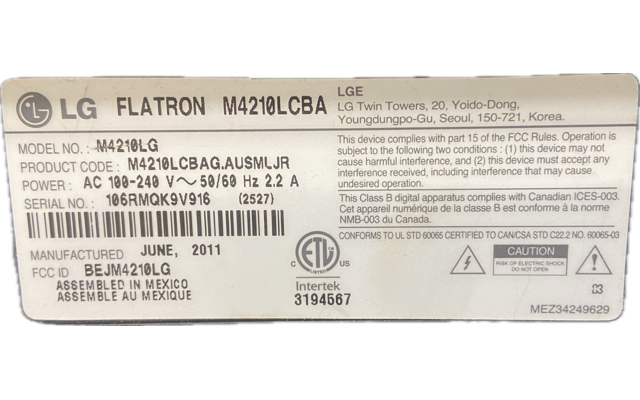 LG FLATRON M4210LCBA
LGE
LG Twin Towers, 20, Yoido-Dong,
Youngdungpo-Gu, Seoul, 150-721, Korea.
MODEL NO. : M4210LG
PRODUCT CODE : M4210LCBAG.AUSMLJR
POWER : AC 100-240 V～50/60 Hz 2.2 A
SERIAL NO. : 106RMQK9V916 (2527)
MANUFACTURED JUNE, 2011
FCC ID BEJM4210LG
ASSEMBLED IN MEXICO
ASSEMBLE AU MEXIQUE
This device complies with part 15 of the FCC Rules. Operation is
subject to the following two conditions : (1) this device may not
cause harmful interference, and (2) this device must accept any
interference received, including interference that may cause
undesired operation.
This Class B digital apparatus complies with Canadian ICES-003.
Cet appareil numérique de la classe B est conforme à la norme
NMB-003 du Canada.
CONFORMS TO UL STD 60065 CERTIFIED TO CAN/CSA STD C22.2 NO. 60065-03
C ETL US
LISTED
Intertek
3194567
CAUTION
RISK OF ELECTRIC SHOCK
DO NOT OPEN
03
MEZ34249629